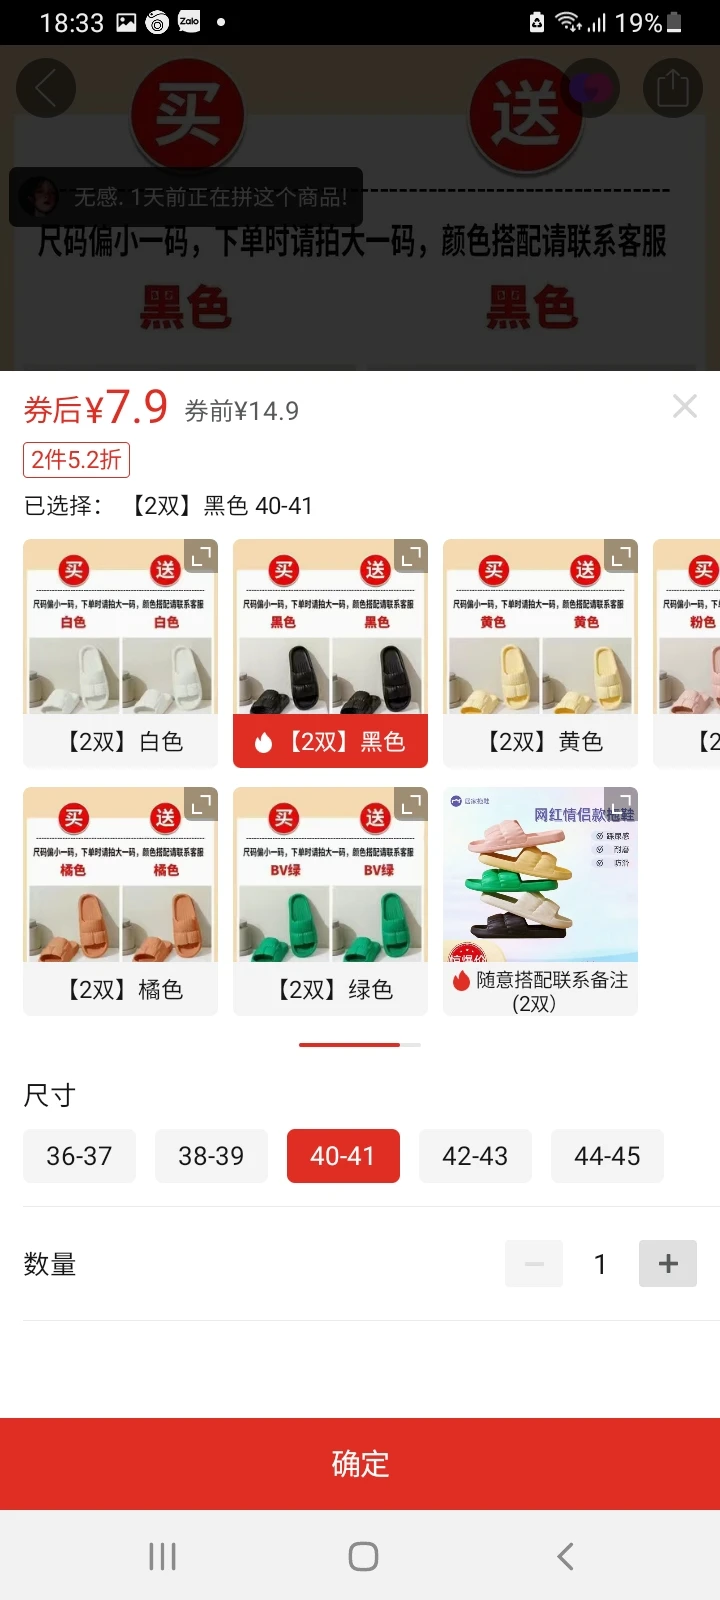 18:33 Zalo 19%
买 送
无感. 1天前正在拼这个商品!
尺码偏小一码，下单时请拍大一码，颜色搭配请联系客服
黑色 黑色
券后¥7.9 券前¥14.9
2件5.2折
已选择： 【2双】黑色 40-41
买 送
尺码偏小一码，下单时请拍大一码，颜色搭配请联系客服
白色 白色
【2双】白色
买 送
尺码偏小一码，下单时请拍大一码，颜色搭配请联系客服
黑色 黑色
【2双】黑色
买 送
尺码偏小一码，下单时请拍大一码，颜色搭配请联系客服
黄色 黄色
【2双】黄色
买
尺码偏小一码，下
粉色
【2
买 送
尺码偏小一码，下单时请拍大一码，颜色搭配请联系客服
橘色 橘色
【2双】橘色
买 送
尺码偏小一码，下单时请拍大一码，颜色搭配请联系客服
BV绿 BV绿
【2双】绿色
网红情侣款拖鞋
踩屎感
耐磨
防滑
惊爆价
随意搭配联系备注
(2双）
尺寸
36-37 38-39 40-41 42-43 44-45
数量 1
确定